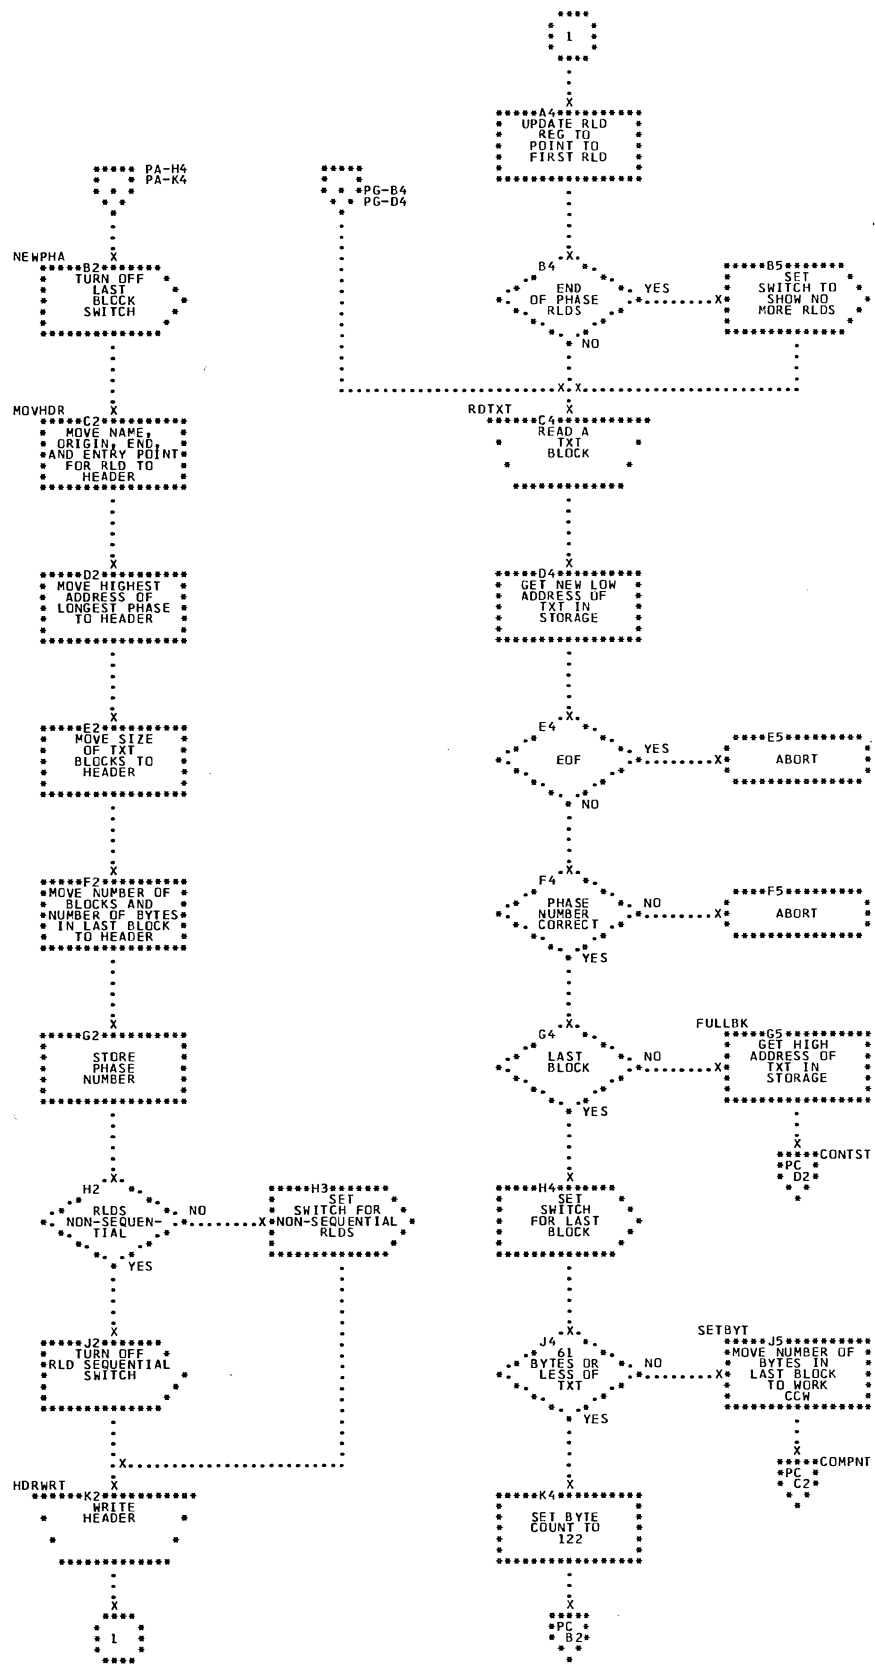 1
A4
UPDATE RLD
REG TO
POINT TO
FIRST RLD
PA-H4
PA-K4
PG-B4
PG-D4
NEWPHA
B2
TURN OFF
LAST
BLOCK
SWITCH
B4
END
OF PHASE
RLDS
YES
NO
B5
SET
SWITCH TO
SHOW NO
MORE RLDS
MOVHDR
C2
MOVE NAME,
ORIGIN, END,
AND ENTRY POINT
FOR RLD TO
HEADER
RDTXT
C4
READ A
TXT
BLOCK
D2
MOVE HIGHEST
ADDRESS OF
LONGEST PHASE
TO HEADER
D4
GET NEW LOW
ADDRESS OF
TXT IN
STORAGE
E2
MOVE SIZE
OF TXT
BLOCKS TO
HEADER
E4
EOF
YES
NO
E5
ABORT
F2
MOVE NUMBER OF
BLOCKS AND
NUMBER OF BYTES
IN LAST BLOCK
TO HEADER
F4
PHASE
NUMBER
CORRECT
NO
YES
F5
ABORT
G2
STORE
PHASE
NUMBER
G4
LAST
BLOCK
NO
YES
FULLBK
G5
GET HIGH
ADDRESS OF
TXT IN
STORAGE
CONTST
PC
D2
H2
RLDS
NON-SEQUEN-
TIAL
NO
YES
H3
SET
SWITCH FOR
NON-SEQUENTIAL
RLDS
H4
SET
SWITCH
FOR LAST
BLOCK
J2
TURN OFF
RLD SEQUENTIAL
SWITCH
J4
61
BYTES OR
LESS OF
TXT
NO
YES
SETBYT
J5
MOVE NUMBER OF
BYTES IN
LAST BLOCK
TO WORK
CCW
COMPNT
PC
C2
HDRWRT
K2
WRITE
HEADER
K4
SET BYTE
COUNT TO
122
1
PC
B2